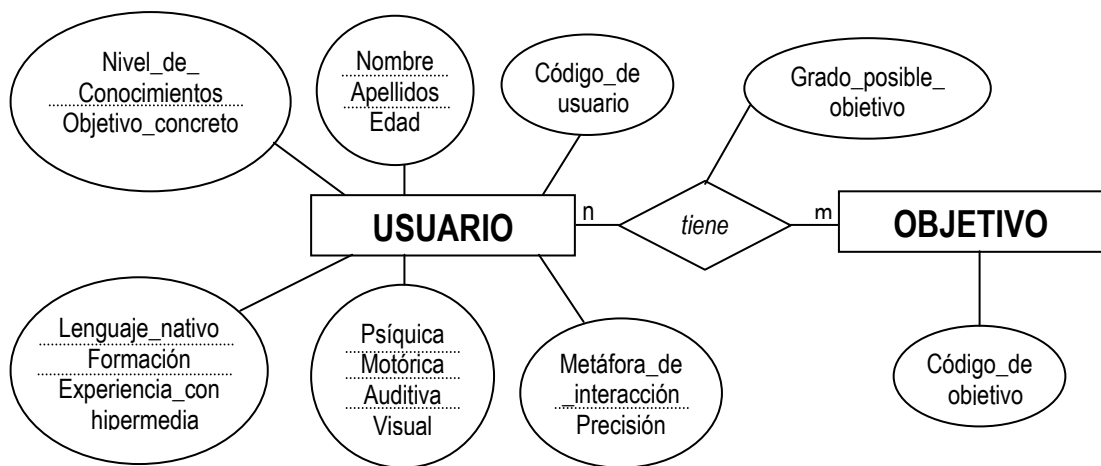 Nivel_de_
Conocimientos
Objetivo_concreto
Nombre
Apellidos
Edad
Código_de
usuario
Grado_posible_
objetivo
USUARIO
n
tiene
m
OBJETIVO
Lenguaje_nativo
Formación
Experiencia_con
hipermedia
Psíquica
Motórica
Auditiva
Visual
Metáfora_de
_interacción
Precisión
Código_de
objetivo